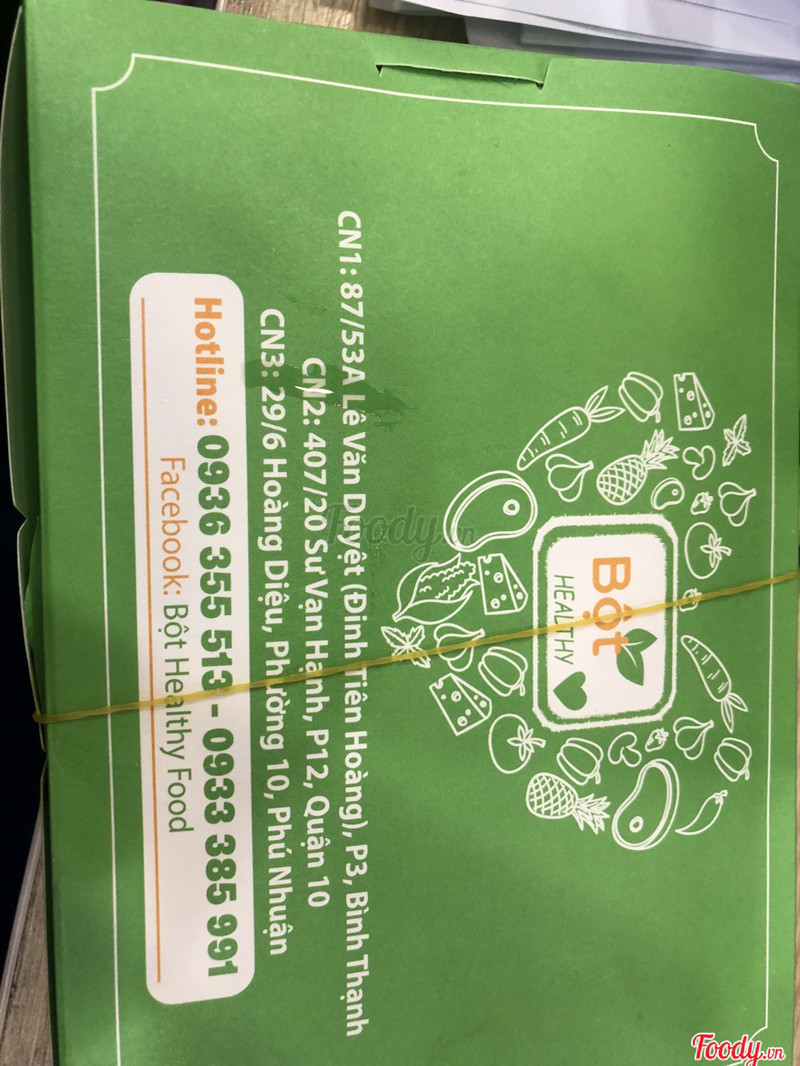 Bột
HEALTHY
CN1: 87/53A Lê Văn Duyệt (Đinh Tiên Hoàng), P3, Bình Thạnh
CN2: 407/20 Sư Vạn Hạnh, P12, Quận 10
CN3: 29/6 Hoàng Diệu, Phường 10, Phú Nhuận
Hotline: 0936 355 513 - 0933 385 991
Facebook: Bột Healthy Food
Foody.vn
Foody.vn